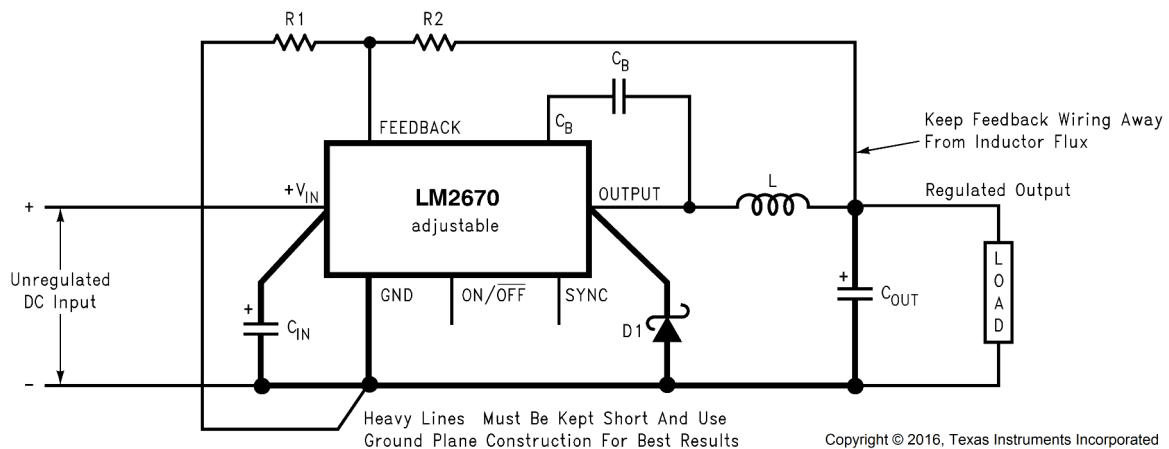 R1
R2
C_B
FEEDBACK
C_B
Keep Feedback Wiring Away
From Inductor Flux
+V_IN
LM2670
adjustable
OUTPUT
L
Regulated Output
+
Unregulated
DC Input
-
+
C_IN
GND
ON/O̅F̅F̅
SYNC
D1
+
C_OUT
LOAD
Heavy Lines Must Be Kept Short And Use
Ground Plane Construction For Best Results
Copyright © 2016, Texas Instruments Incorporated